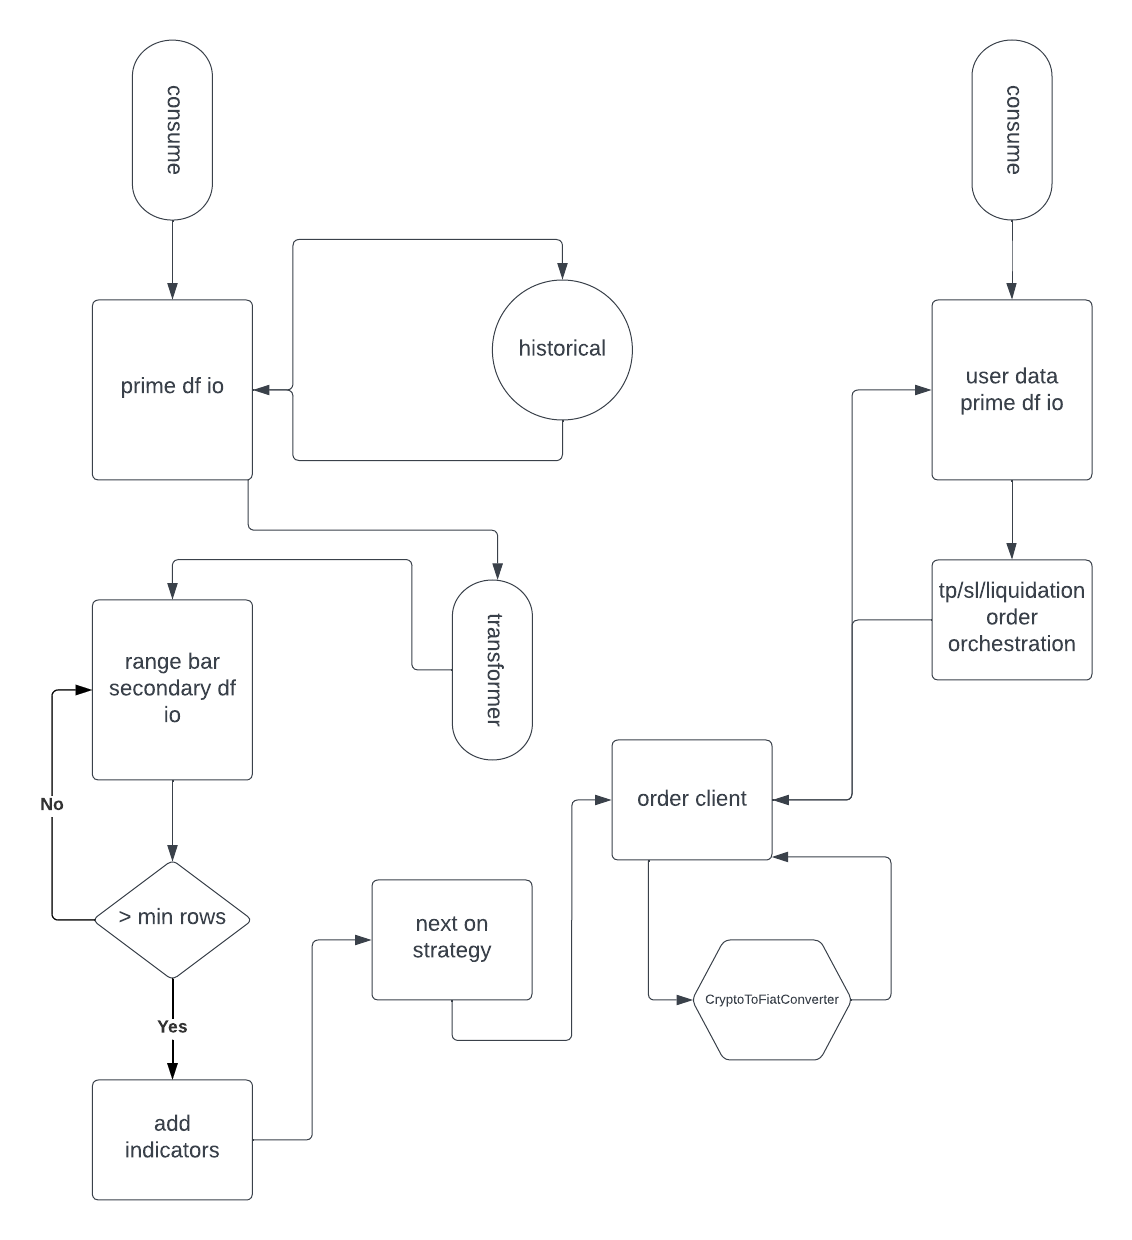 consume
consume
historical
prime df io
user data
prime df io
tp/sl/liquidation
order
orchestration
transformer
range bar
secondary df
io
No
order client
> min rows
next on
strategy
CryptoToFiatConverter
Yes
add
indicators